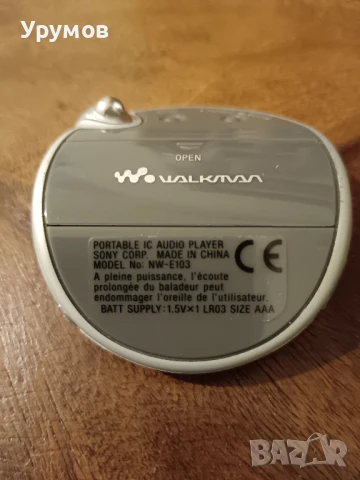 Урумов
OPEN
WALKMAN
PORTABLE IC AUDIO PLAYER
SONY CORP. MADE IN CHINA
MODEL No: NW-E103
A pleine puissance, l'écoute
prolongée du baladeur peut
endommager l'oreille de l'utilisateur.
BATT SUPPLY:1.5V×1 LR03 SIZE AAA
CE
BAZAR